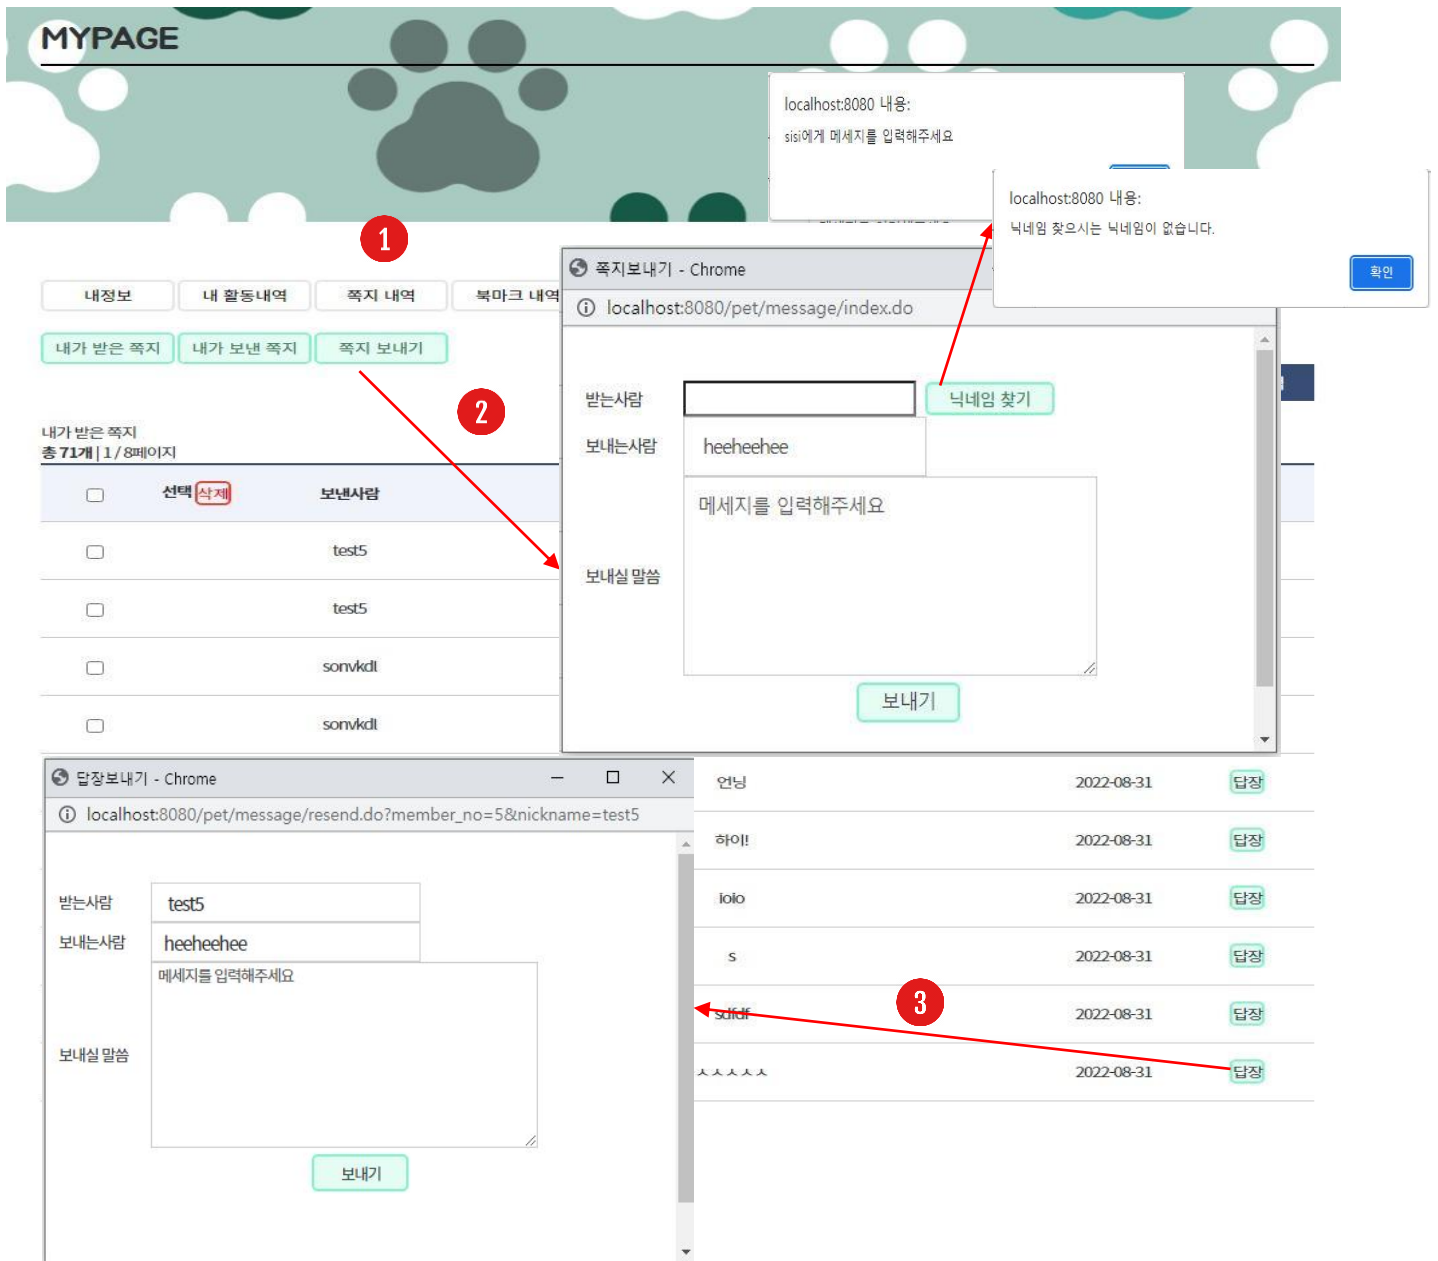 MYPAGE
localhost:8080 내용:
sisi에게 메세지를 입력해주세요
localhost:8080 내용:
닉네임 찾으시는 닉네임이 없습니다.
확인
1
내정보
내 활동내역
쪽지 내역
북마크 내역
내가 받은 쪽지
내가 보낸 쪽지
쪽지 보내기
2
내가 받은 쪽지
총 71개 | 1 / 8페이지
선택 삭제
보낸사람
test5
test5
sonvkdl
sonvkdl
쪽지보내기 - Chrome
localhost:8080/pet/message/index.do
받는사람
닉네임 찾기
보내는사람
heeheehee
메세지를 입력해주세요
보내실 말씀
보내기
답장보내기 - Chrome
localhost:8080/pet/message/resend.do?member_no=5&nickname=test5
받는사람
test5
보내는사람
heeheehee
메세지를 입력해주세요
보내실 말씀
보내기
언닝 2022-08-31 답장
하이! 2022-08-31 답장
ioio 2022-08-31 답장
s 2022-08-31 답장
3
sdfdf 2022-08-31 답장
ㅅㅅㅅㅅㅅ 2022-08-31 답장